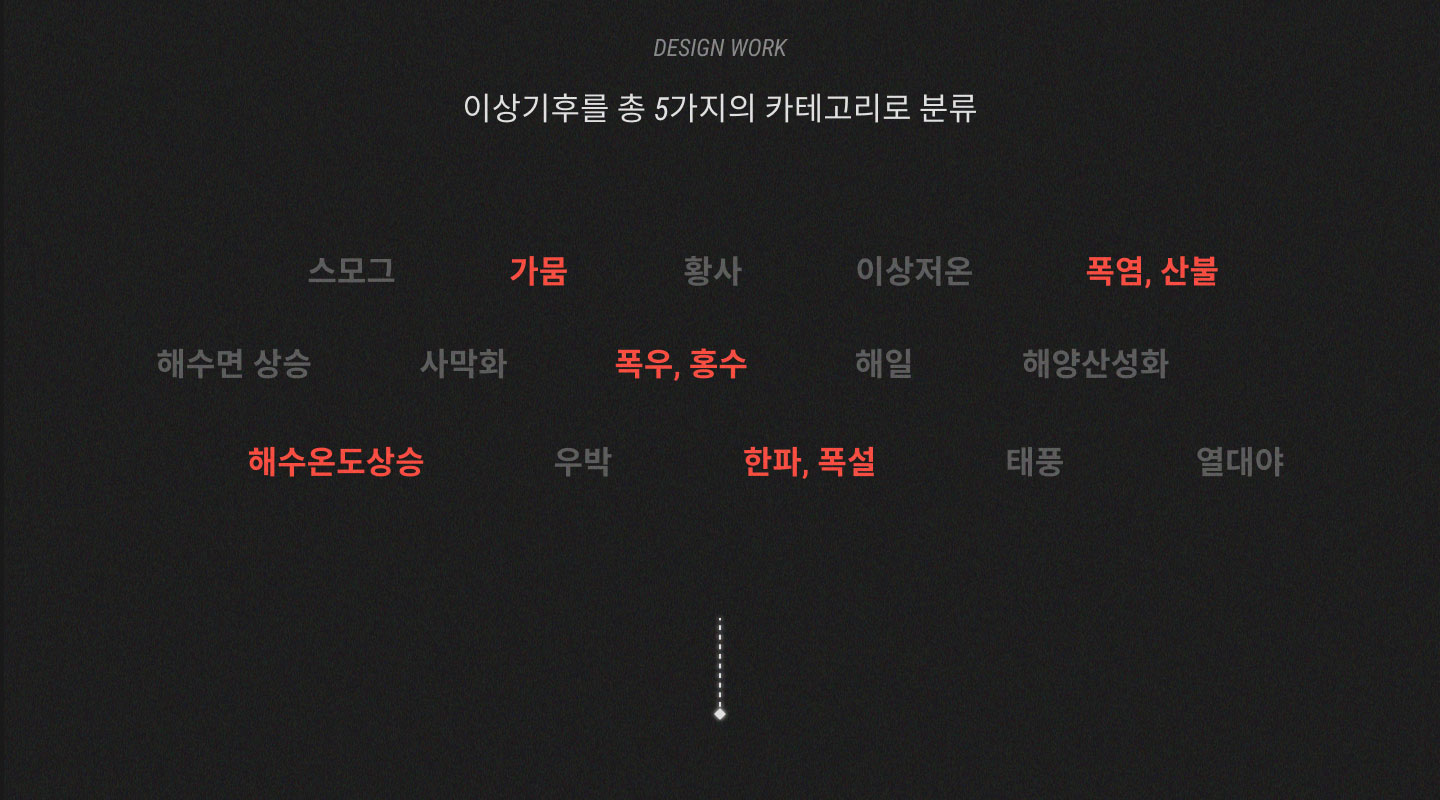 DESIGN WORK
이상기후를 총 5가지의 카테고리로 분류
스모그 가뭄 황사 이상저온 폭염, 산불
해수면 상승 사막화 폭우, 홍수 해일 해양산성화
해수온도상승 우박 한파, 폭설 태풍 열대야